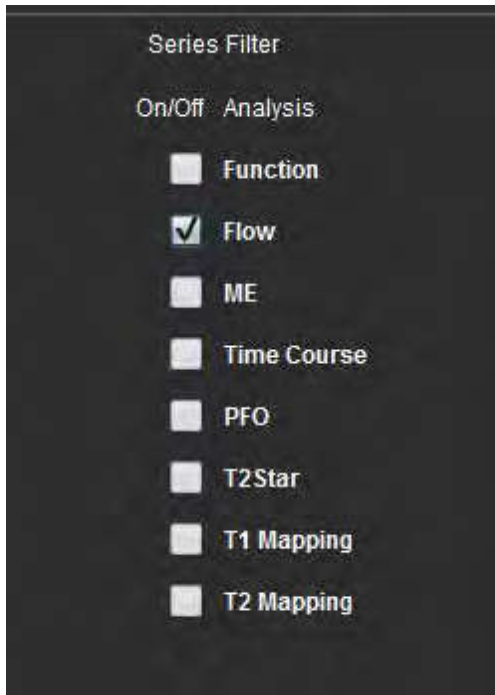 Series Filter
On/Off Analysis
Function
Flow
ME
Time Course
PFO
T2Star
T1 Mapping
T2 Mapping